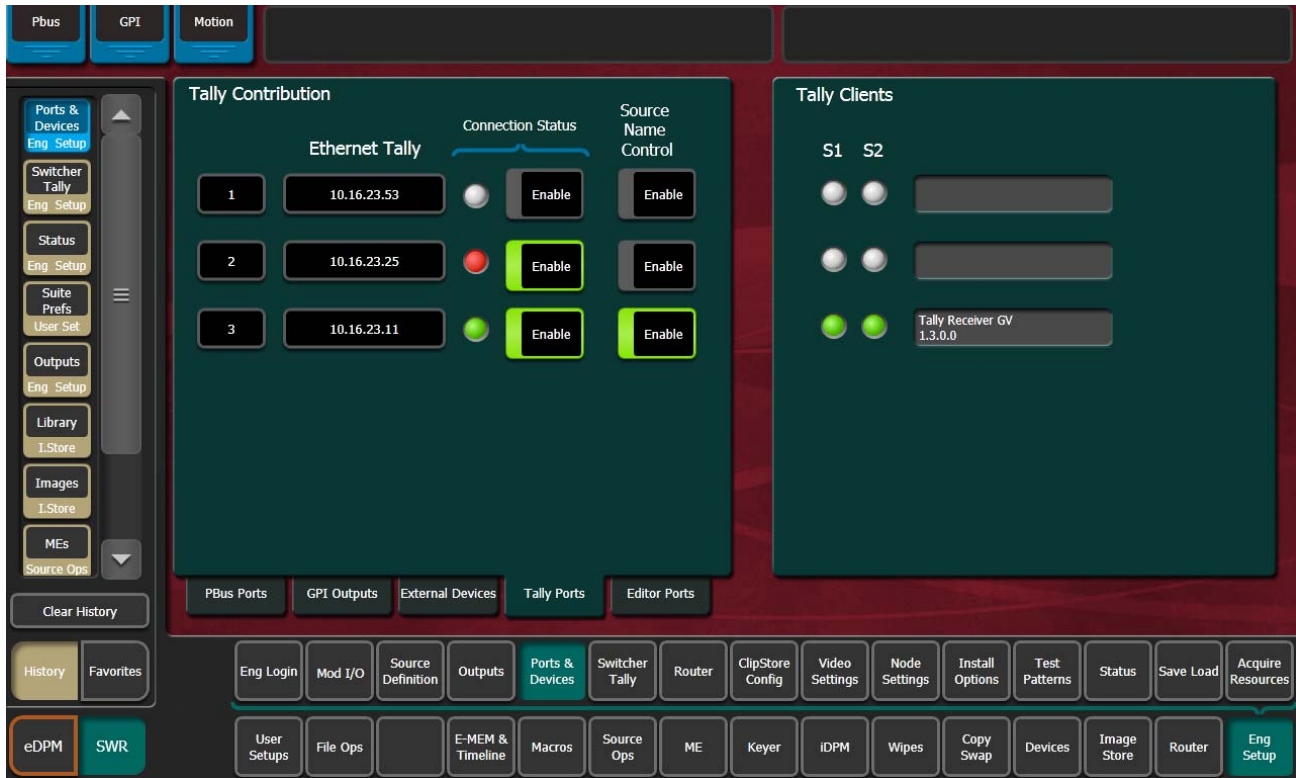 Pbus
GPI
Motion
Ports &
Devices
Eng Setup
Switcher
Tally
Eng Setup
Status
Eng Setup
Suite
Prefs
User Set
Outputs
Eng Setup
Library
I.Store
Images
I.Store
MEs
Source Ops
Clear History
History
Favorites
eDPM
SWR
Tally Contribution
Ethernet Tally
Connection Status
Source
Name
Control
1
10.16.23.53
Enable
Enable
2
10.16.23.25
Enable
Enable
3
10.16.23.11
Enable
Enable
PBus Ports
GPI Outputs
External Devices
Tally Ports
Editor Ports
Tally Clients
S1 S2
Tally Receiver GV
1.3.0.0
Eng Login
Mod I/O
Source
Definition
Outputs
Ports &
Devices
Switcher
Tally
Router
ClipStore
Config
Video
Settings
Node
Settings
Install
Options
Test
Patterns
Status
Save Load
Acquire
Resources
User
Setups
File Ops
E-MEM &
Timeline
Macros
Source
Ops
ME
Keyer
iDPM
Wipes
Copy
Swap
Devices
Image
Store
Router
Eng
Setup